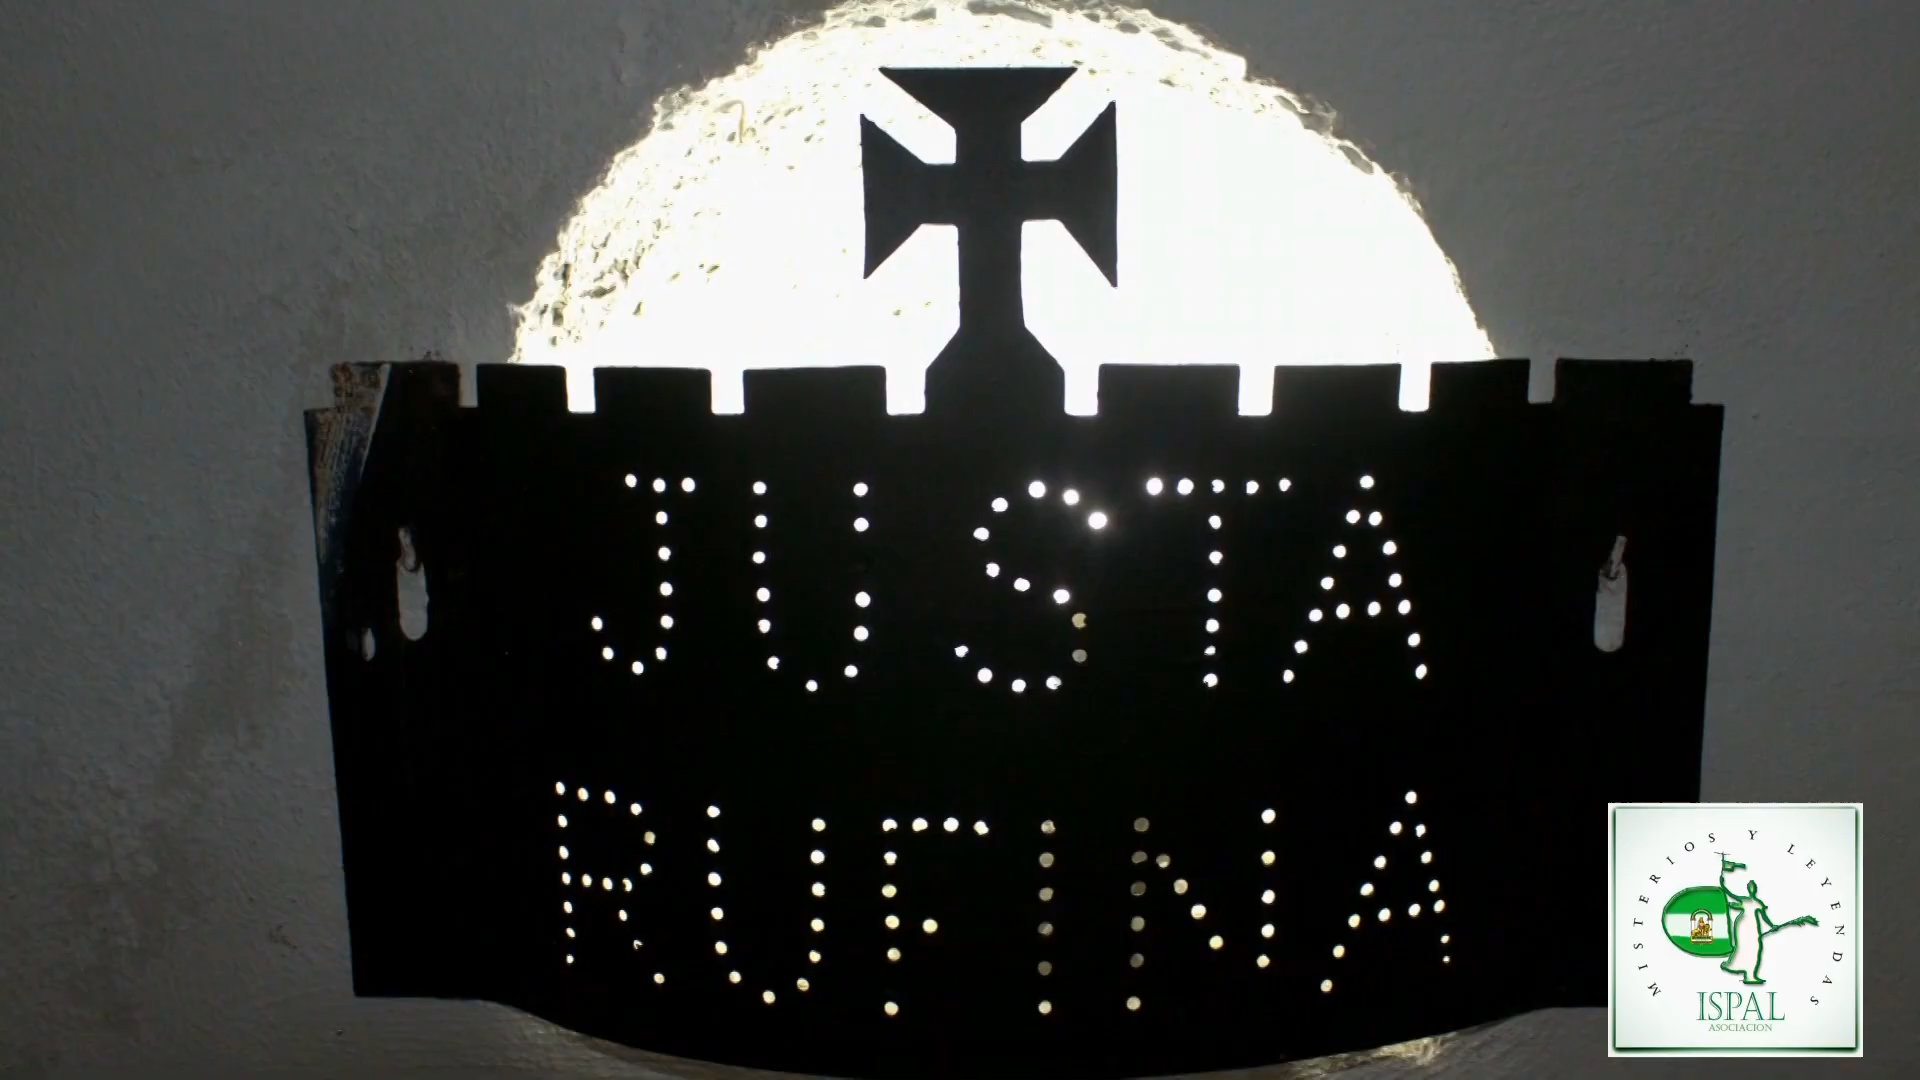 JUSTA
RUFINA
MISTERIOS Y LEYENDAS
ISPAL
ASOCIACION